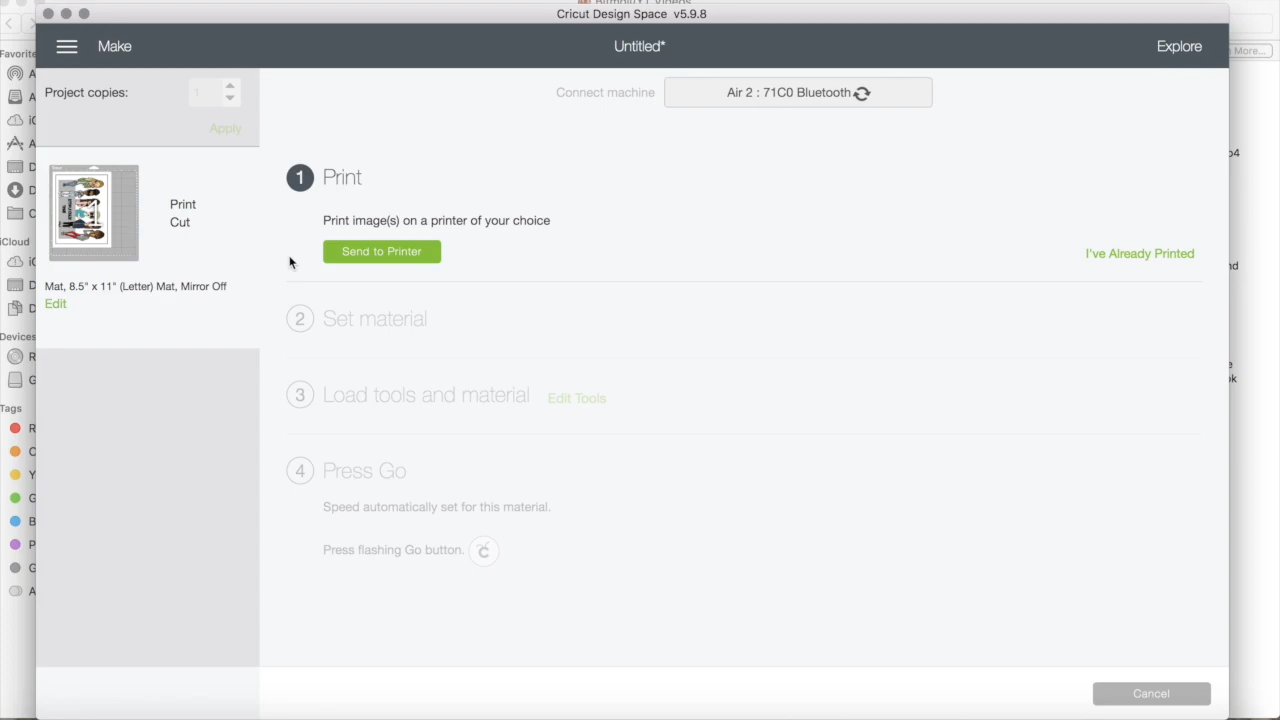 Cricut Design Space v5.9.8
Make
Untitled*
Explore
Project copies:
1
Apply
Connect machine
Air 2 : 71C0 Bluetooth
Print
Cut
Mat, 8.5" x 11" (Letter) Mat, Mirror Off
Edit
1 Print
Print image(s) on a printer of your choice
Send to Printer
I've Already Printed
2 Set material
3 Load tools and material
Edit Tools
4 Press Go
Speed automatically set for this material.
Press flashing Go button.
Cancel
Favorite
iCloud
Devices
Tags
More...